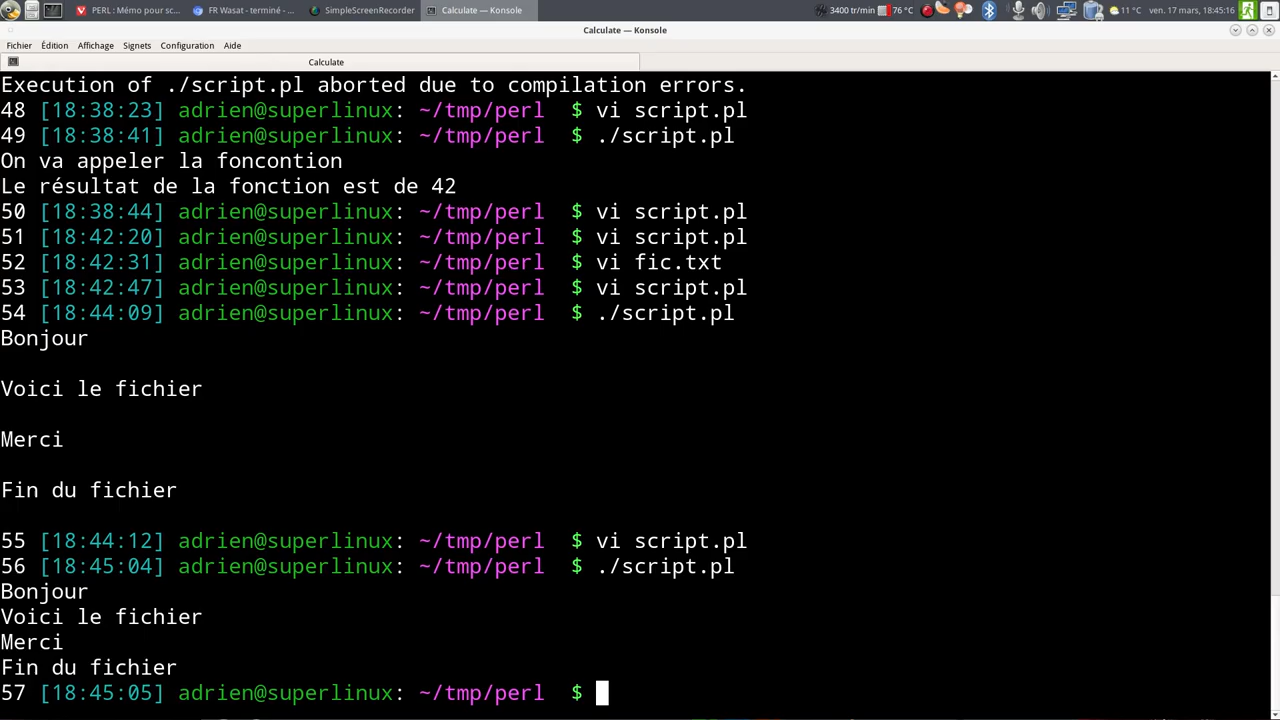 PERL : Mémo pour sc...
FR Wasat - terminé - ...
SimpleScreenRecorder
Calculate — Konsole
3400 tr/min
76 °C
11 °C
ven. 17 mars, 18:45:16
Calculate — Konsole
Fichier Édition Affichage Signets Configuration Aide
Calculate
Execution of ./script.pl aborted due to compilation errors.
48 [18:38:23] adrien@superlinux: ~/tmp/perl $ vi script.pl
49 [18:38:41] adrien@superlinux: ~/tmp/perl $ ./script.pl
On va appeler la foncontion
Le résultat de la fonction est de 42
50 [18:38:44] adrien@superlinux: ~/tmp/perl $ vi script.pl
51 [18:42:20] adrien@superlinux: ~/tmp/perl $ vi script.pl
52 [18:42:31] adrien@superlinux: ~/tmp/perl $ vi fic.txt
53 [18:42:47] adrien@superlinux: ~/tmp/perl $ vi script.pl
54 [18:44:09] adrien@superlinux: ~/tmp/perl $ ./script.pl
Bonjour
Voici le fichier
Merci
Fin du fichier
55 [18:44:12] adrien@superlinux: ~/tmp/perl $ vi script.pl
56 [18:45:04] adrien@superlinux: ~/tmp/perl $ ./script.pl
Bonjour
Voici le fichier
Merci
Fin du fichier
57 [18:45:05] adrien@superlinux: ~/tmp/perl $